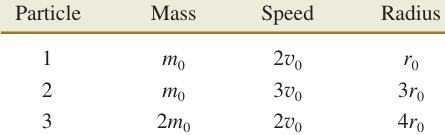 Particle Mass Speed Radius
1 m₀ 2v₀ r₀
2 m₀ 3v₀ 3r₀
3 2m₀ 2v₀ 4r₀